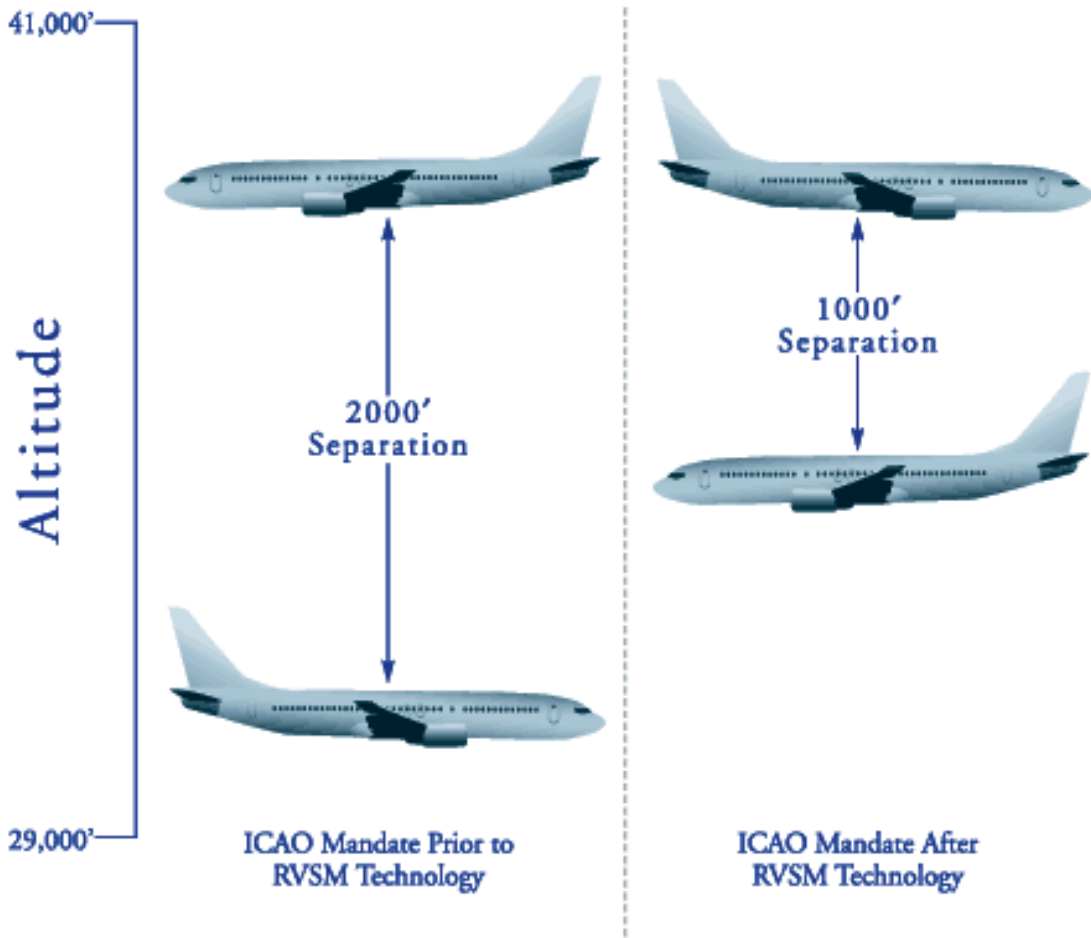 41,000'
Altitude
2000'
Separation
1000'
Separation
29,000'
ICAO Mandate Prior to
RVSM Technology
ICAO Mandate After
RVSM Technology